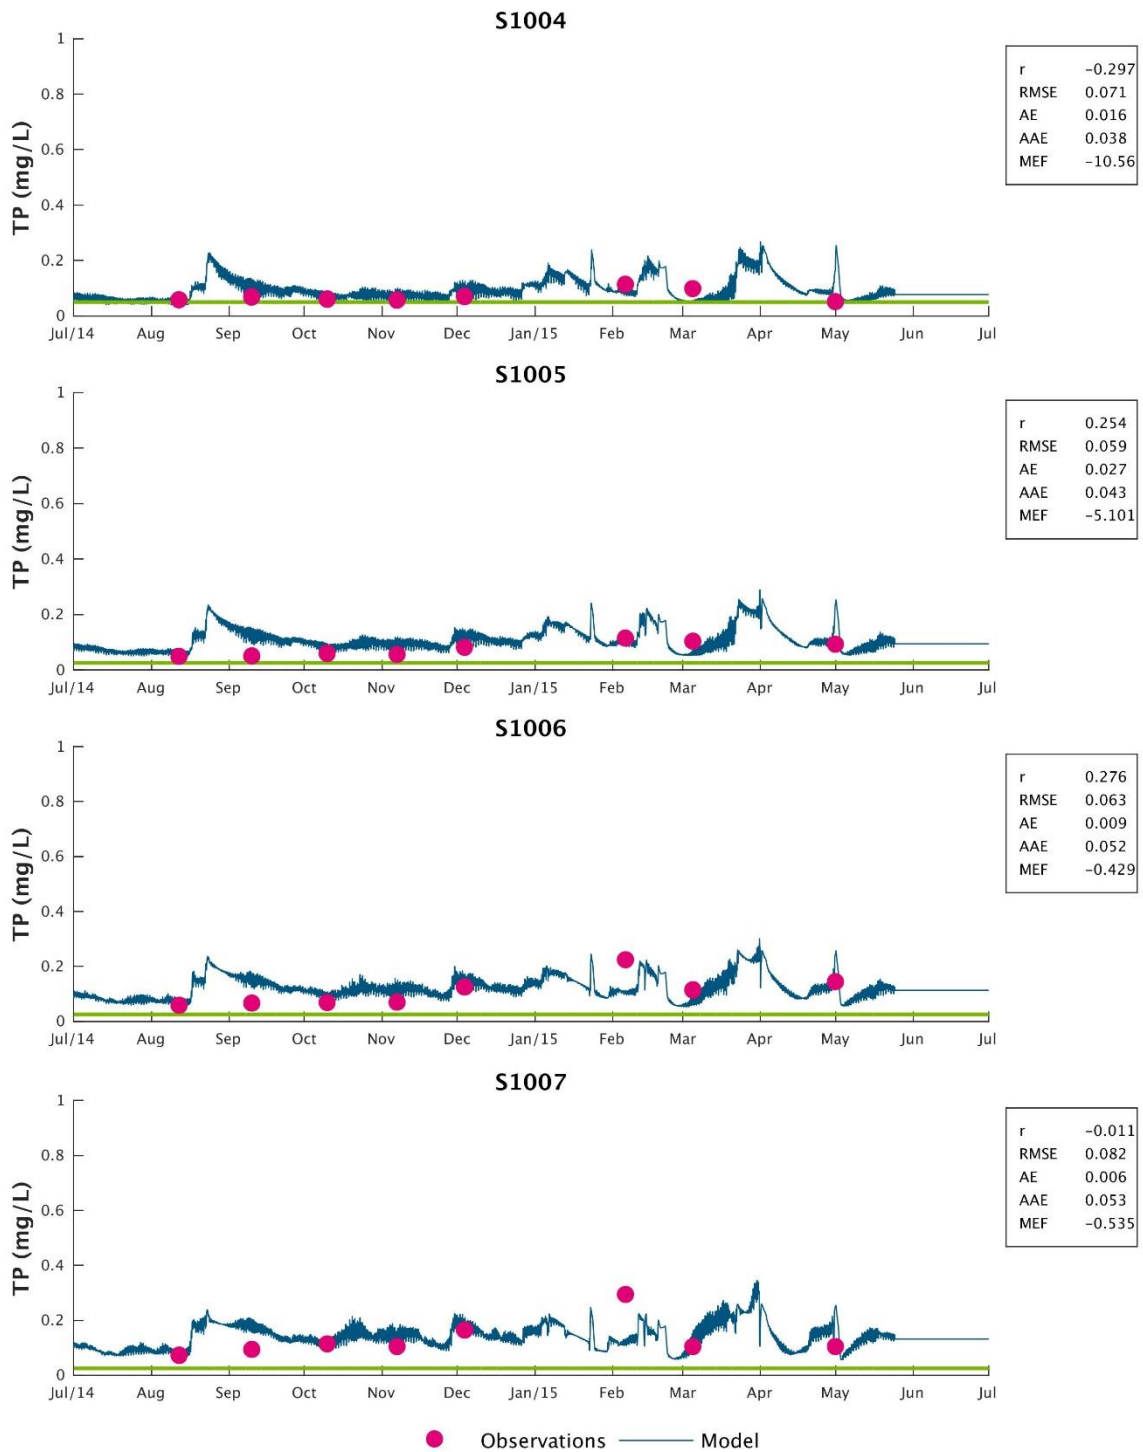 S1004
TP (mg/L)
1
0.8
0.6
0.4
0.2
0
Jul/14 Aug Sep Oct Nov Dec Jan/15 Feb Mar Apr May Jun Jul
r -0.297
RMSE 0.071
AE 0.016
AAE 0.038
MEF -10.56
S1005
TP (mg/L)
1
0.8
0.6
0.4
0.2
0
Jul/14 Aug Sep Oct Nov Dec Jan/15 Feb Mar Apr May Jun Jul
r 0.254
RMSE 0.059
AE 0.027
AAE 0.043
MEF -5.101
S1006
TP (mg/L)
1
0.8
0.6
0.4
0.2
0
Jul/14 Aug Sep Oct Nov Dec Jan/15 Feb Mar Apr May Jun Jul
r 0.276
RMSE 0.063
AE 0.009
AAE 0.052
MEF -0.429
S1007
TP (mg/L)
1
0.8
0.6
0.4
0.2
0
Jul/14 Aug Sep Oct Nov Dec Jan/15 Feb Mar Apr May Jun Jul
r -0.011
RMSE 0.082
AE 0.006
AAE 0.053
MEF -0.535
Observations Model